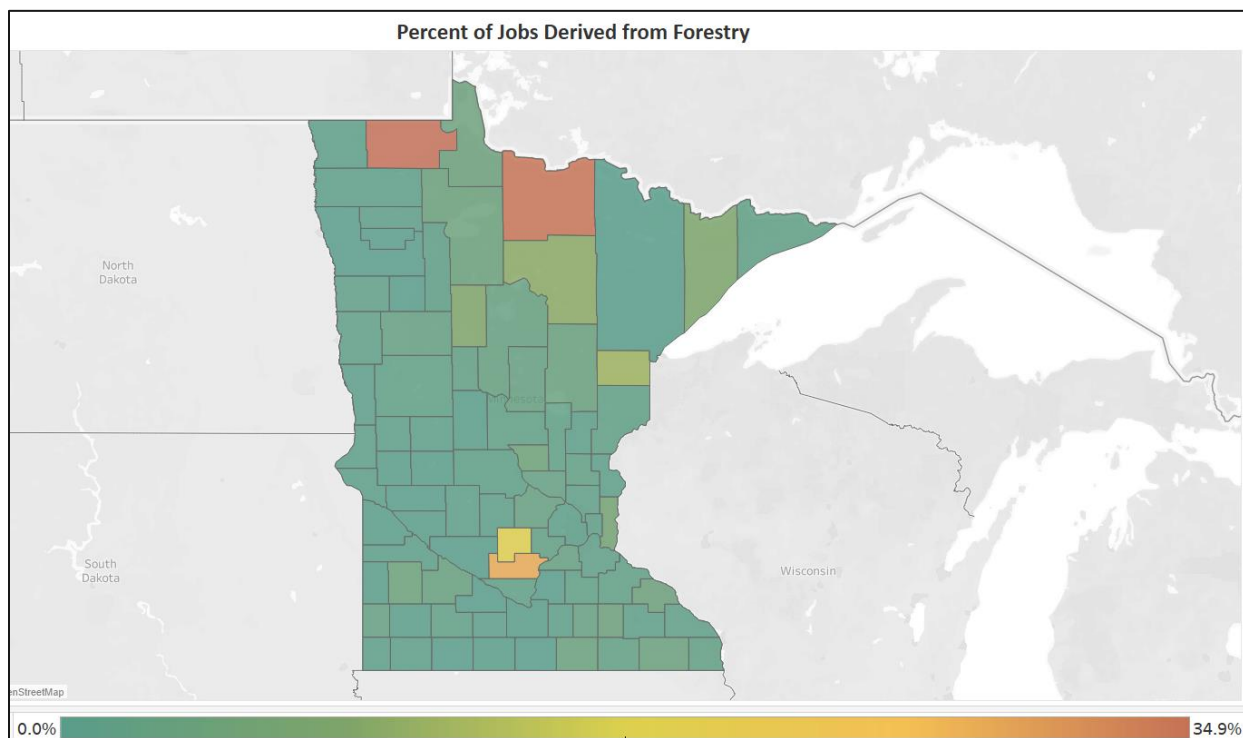 Percent of Jobs Derived from Forestry
North
Dakota
South
Dakota
Wisconsin
enStreetMap
0.0%
34.9%